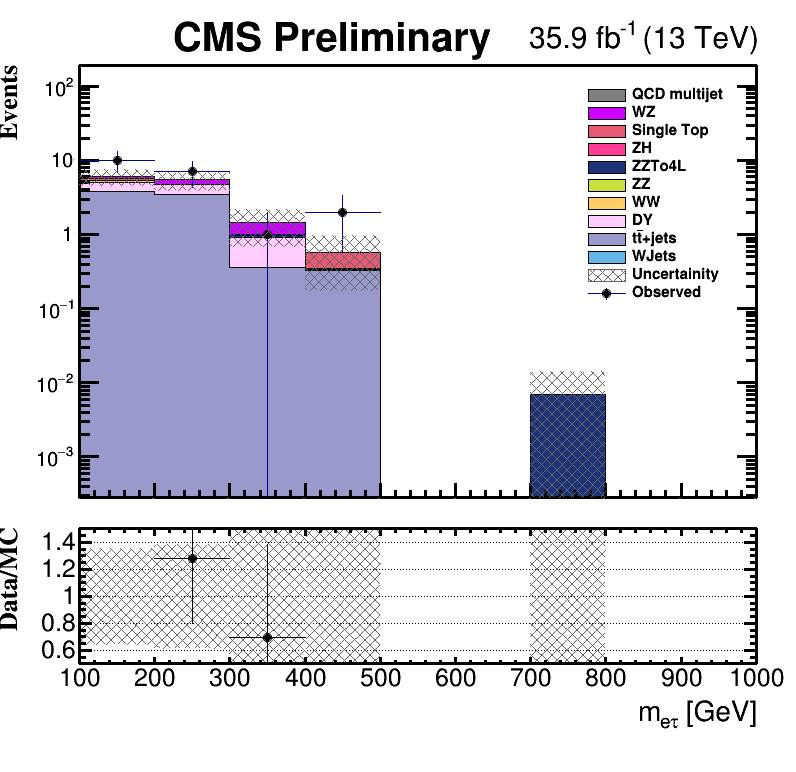 CMS Preliminary 35.9 fb⁻¹ (13 TeV)
Events
10²
10
1
10⁻¹
10⁻²
10⁻³
QCD multijet
WZ
Single Top
ZH
ZZTo4L
ZZ
WW
DY
tt̄+jets
WJets
Uncertainity
Observed
Data/MC
1.4
1.2
1
0.8
0.6
100 200 300 400 500 600 700 800 900 1000
m_eτ [GeV]